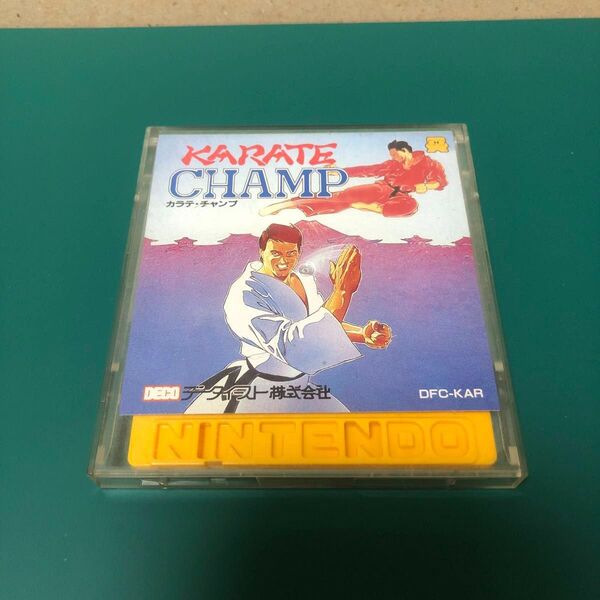 KARATE
CHAMP
カラテ・チャンプ
DECO データイースト株式会社
DFC-KAR
NINTENDO